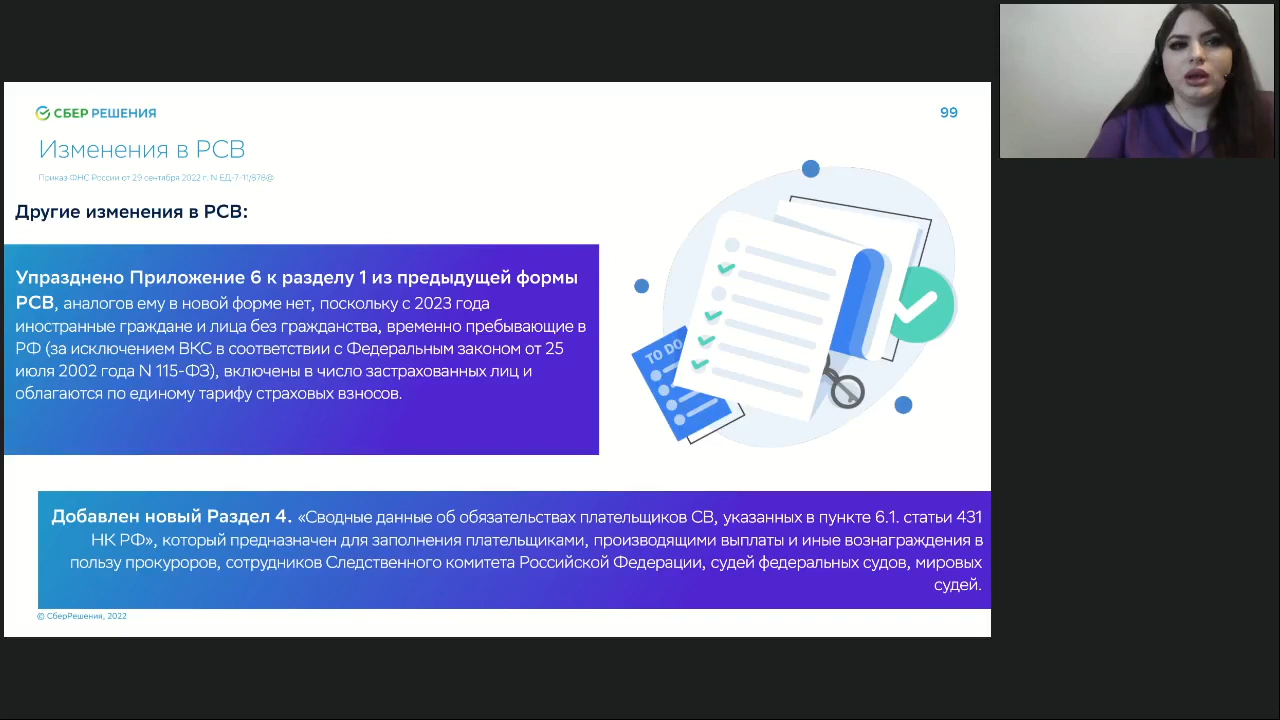 СБЕР РЕШЕНИЯ
99
Изменения в РСВ
Приказ ФНС России от 29 сентября 2022 г. N ЕД-7-11/878@
Другие изменения в РСВ:
Упразднено Приложение 6 к разделу 1 из предыдущей формы
РСВ, аналогов ему в новой форме нет, поскольку с 2023 года
иностранные граждане и лица без гражданства, временно пребывающие в
РФ (за исключением ВКС в соответствии с Федеральным законом от 25
июля 2002 года N 115-ФЗ), включены в число застрахованных лиц и
облагаются по единому тарифу страховых взносов.
TO DO
Добавлен новый Раздел 4. «Сводные данные об обязательствах плательщиков СВ, указанных в пункте 6.1. статьи 431
НК РФ», который предназначен для заполнения плательщиками, производящими выплаты и иные вознаграждения в
пользу прокуроров, сотрудников Следственного комитета Российской Федерации, судей федеральных судов, мировых
судей.
© СберРешения, 2022